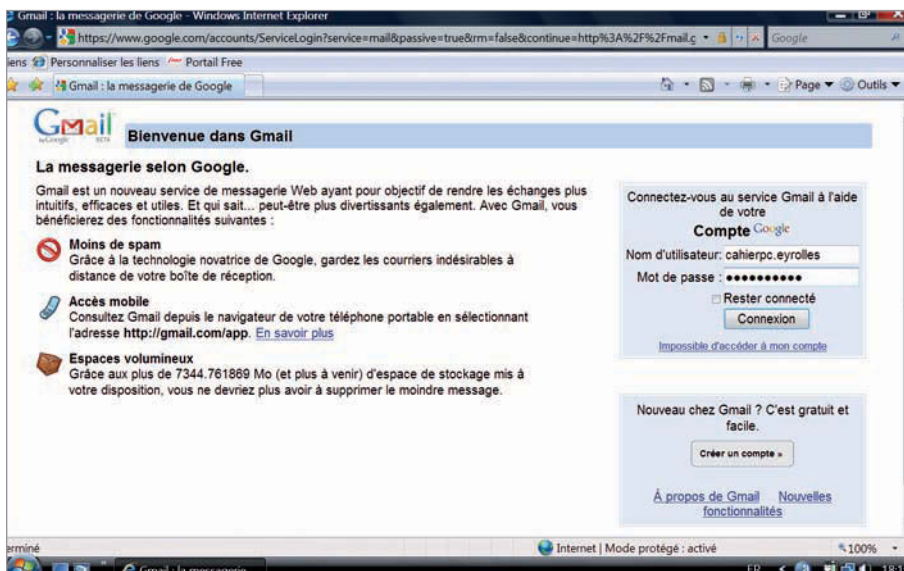 Gmail : la messagerie de Google - Windows Internet Explorer
https://www.google.com/accounts/ServiceLogin?service=mail&passive=true&rm=false&continue=http%3A%2F%2Fmail.g
Google
iens Personnaliser les liens Portail Free
Gmail : la messagerie de Google
Page Outils
Gmail
by Google BETA
Bienvenue dans Gmail
La messagerie selon Google.
Gmail est un nouveau service de messagerie Web ayant pour objectif de rendre les échanges plus
intuitifs, efficaces et utiles. Et qui sait... peut-être plus divertissants également. Avec Gmail, vous
bénéficierez des fonctionnalités suivantes :
Moins de spam
Grâce à la technologie novatrice de Google, gardez les courriers indésirables à
distance de votre boîte de réception.
Accès mobile
Consultez Gmail depuis le navigateur de votre téléphone portable en sélectionnant
l'adresse http://gmail.com/app. En savoir plus
Espaces volumineux
Grâce aux plus de 7344.761869 Mo (et plus à venir) d'espace de stockage mis à
votre disposition, vous ne devriez plus avoir à supprimer le moindre message.
Connectez-vous au service Gmail à l'aide
de votre
Compte Google
Nom d'utilisateur: cahierpc.eyrolles
Mot de passe : ●●●●●●●●●●
Rester connecté
Connexion
Impossible d'accéder à mon compte
Nouveau chez Gmail ? C'est gratuit et
facile.
Créer un compte »
À propos de Gmail Nouvelles
fonctionnalités
erminé
Internet | Mode protégé : activé
100%
Gmail : la messagerie
FR